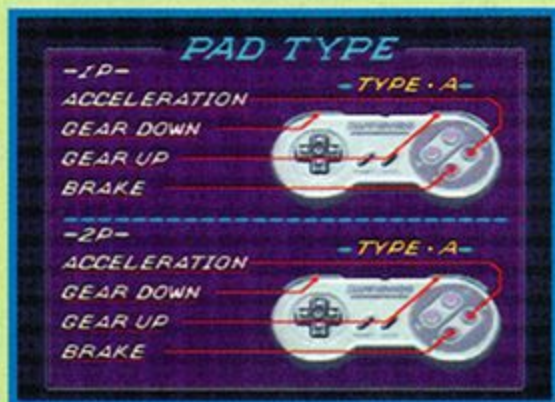 PAD TYPE
-1P-
-TYPE·A-
ACCELERATION
GEAR DOWN
GEAR UP
BRAKE
-2P-
-TYPE·A-
ACCELERATION
GEAR DOWN
GEAR UP
BRAKE